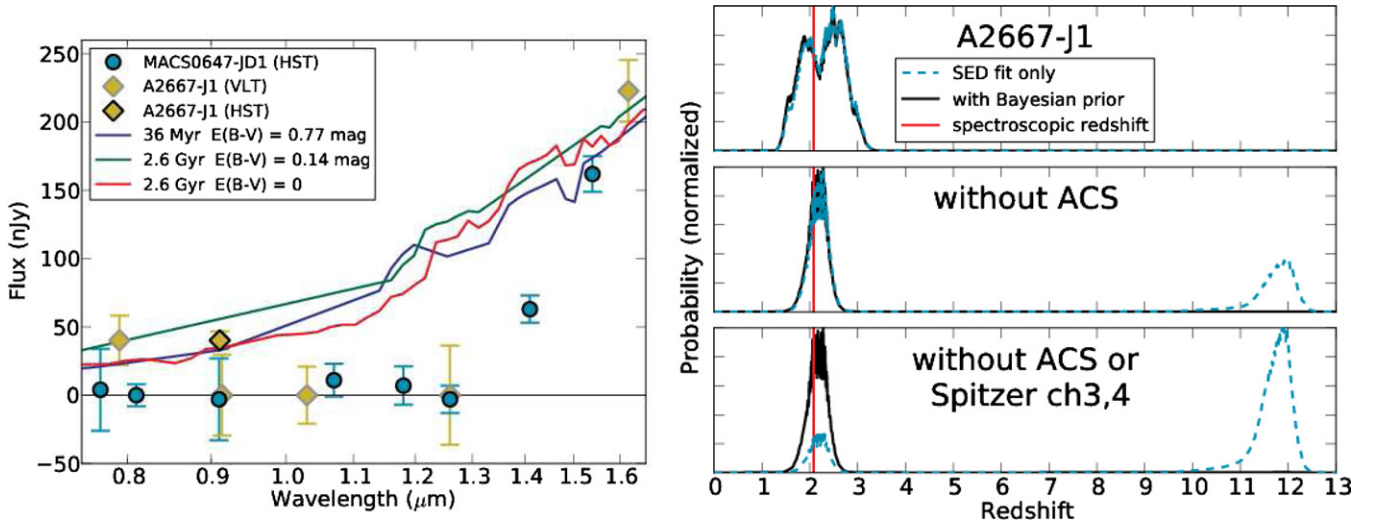 250
200
150
100
50
0
−50
Flux (nJy)
MACS0647-JD1 (HST)
A2667-J1 (VLT)
A2667-J1 (HST)
36 Myr E(B-V) = 0.77 mag
2.6 Gyr E(B-V) = 0.14 mag
2.6 Gyr E(B-V) = 0
0.8 0.9 1.0 1.1 1.2 1.3 1.4 1.5 1.6
Wavelength (μm)
Probability (normalized)
A2667-J1
SED fit only
with Bayesian prior
spectroscopic redshift
without ACS
without ACS or
Spitzer ch3,4
0 1 2 3 4 5 6 7 8 9 10 11 12 13
Redshift